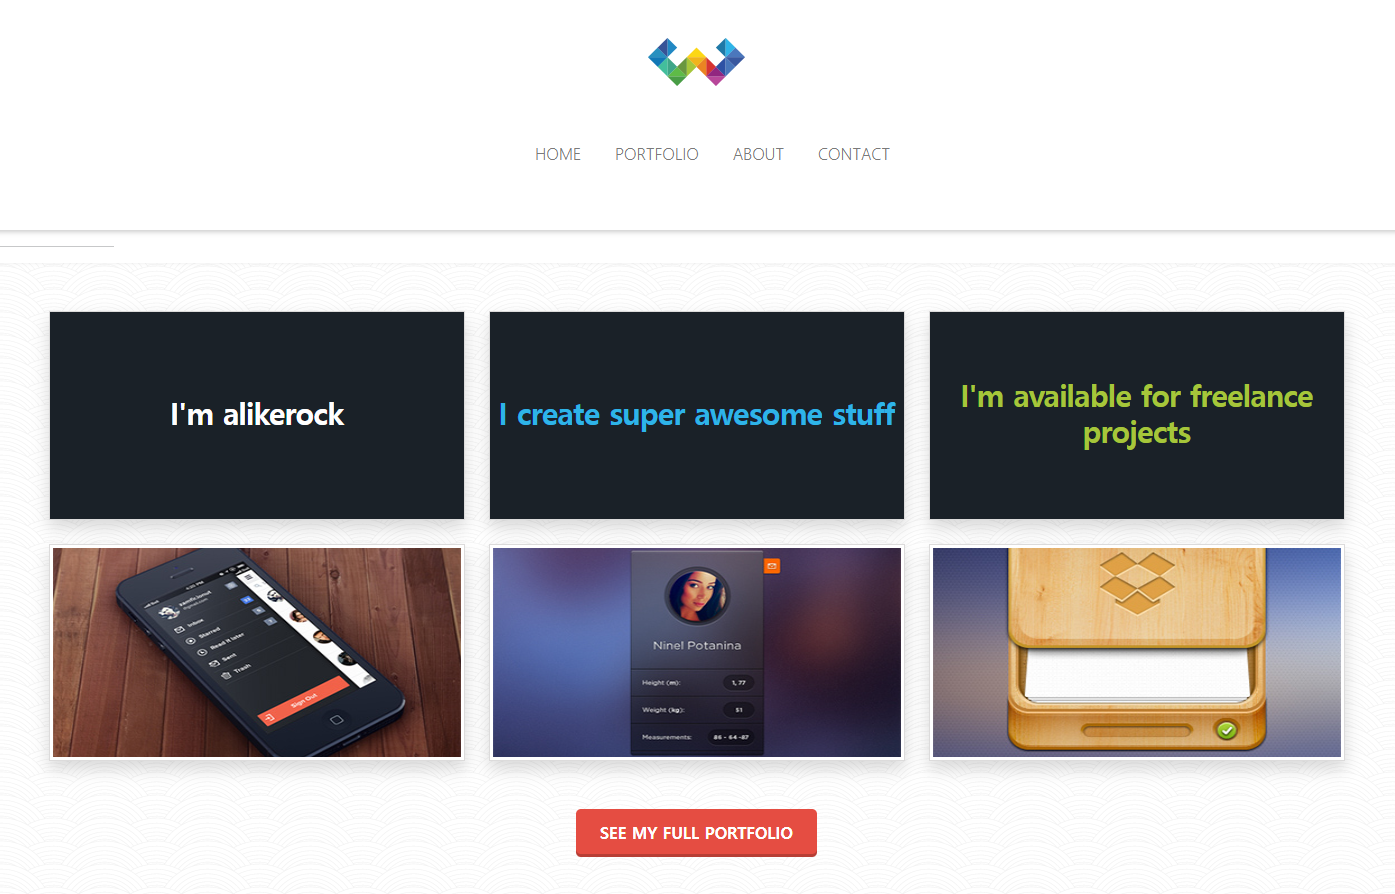 HOME PORTFOLIO ABOUT CONTACT
I'm alikerock
I create super awesome stuff
I'm available for freelance
projects
Inbox
Starred
Read it later
Sent
Trash
Sign Out
Ninel Potanina
Height (m): 1, 77
Weight (kg): 51
Measurements: 86 - 64 -87
SEE MY FULL PORTFOLIO